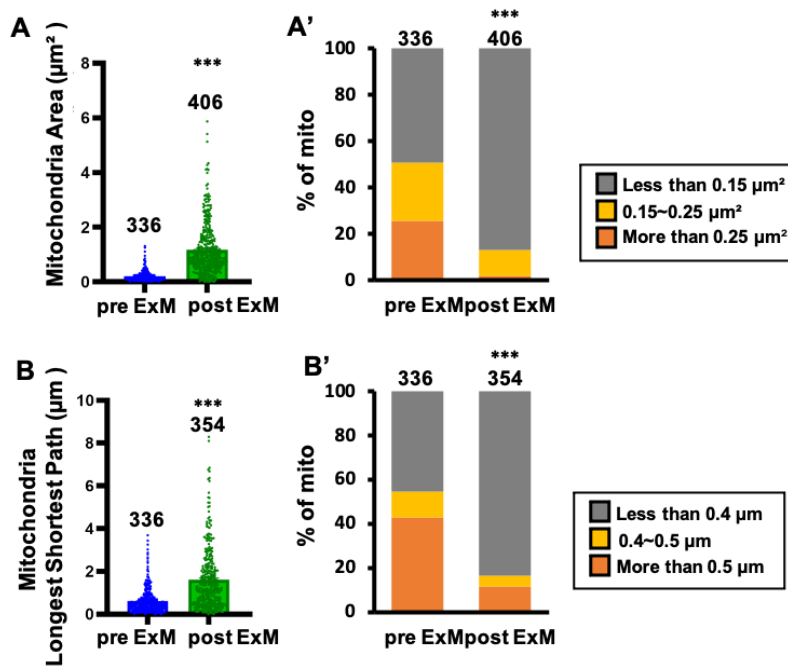 A
Mitochondria Area (µm²)
8
6
4
2
0
***
406
336
pre ExM
post ExM
A’
% of mito
100
80
60
40
20
0
***
336
406
pre ExM
post ExM
Less than 0.15 µm²
0.15~0.25 µm²
More than 0.25 µm²
B
Mitochondria
Longest Shortest Path (µm)
10
8
6
4
2
0
***
354
336
pre ExM
post ExM
B’
% of mito
100
80
60
40
20
0
***
336
354
pre ExM
post ExM
Less than 0.4 µm
0.4~0.5 µm
More than 0.5 µm